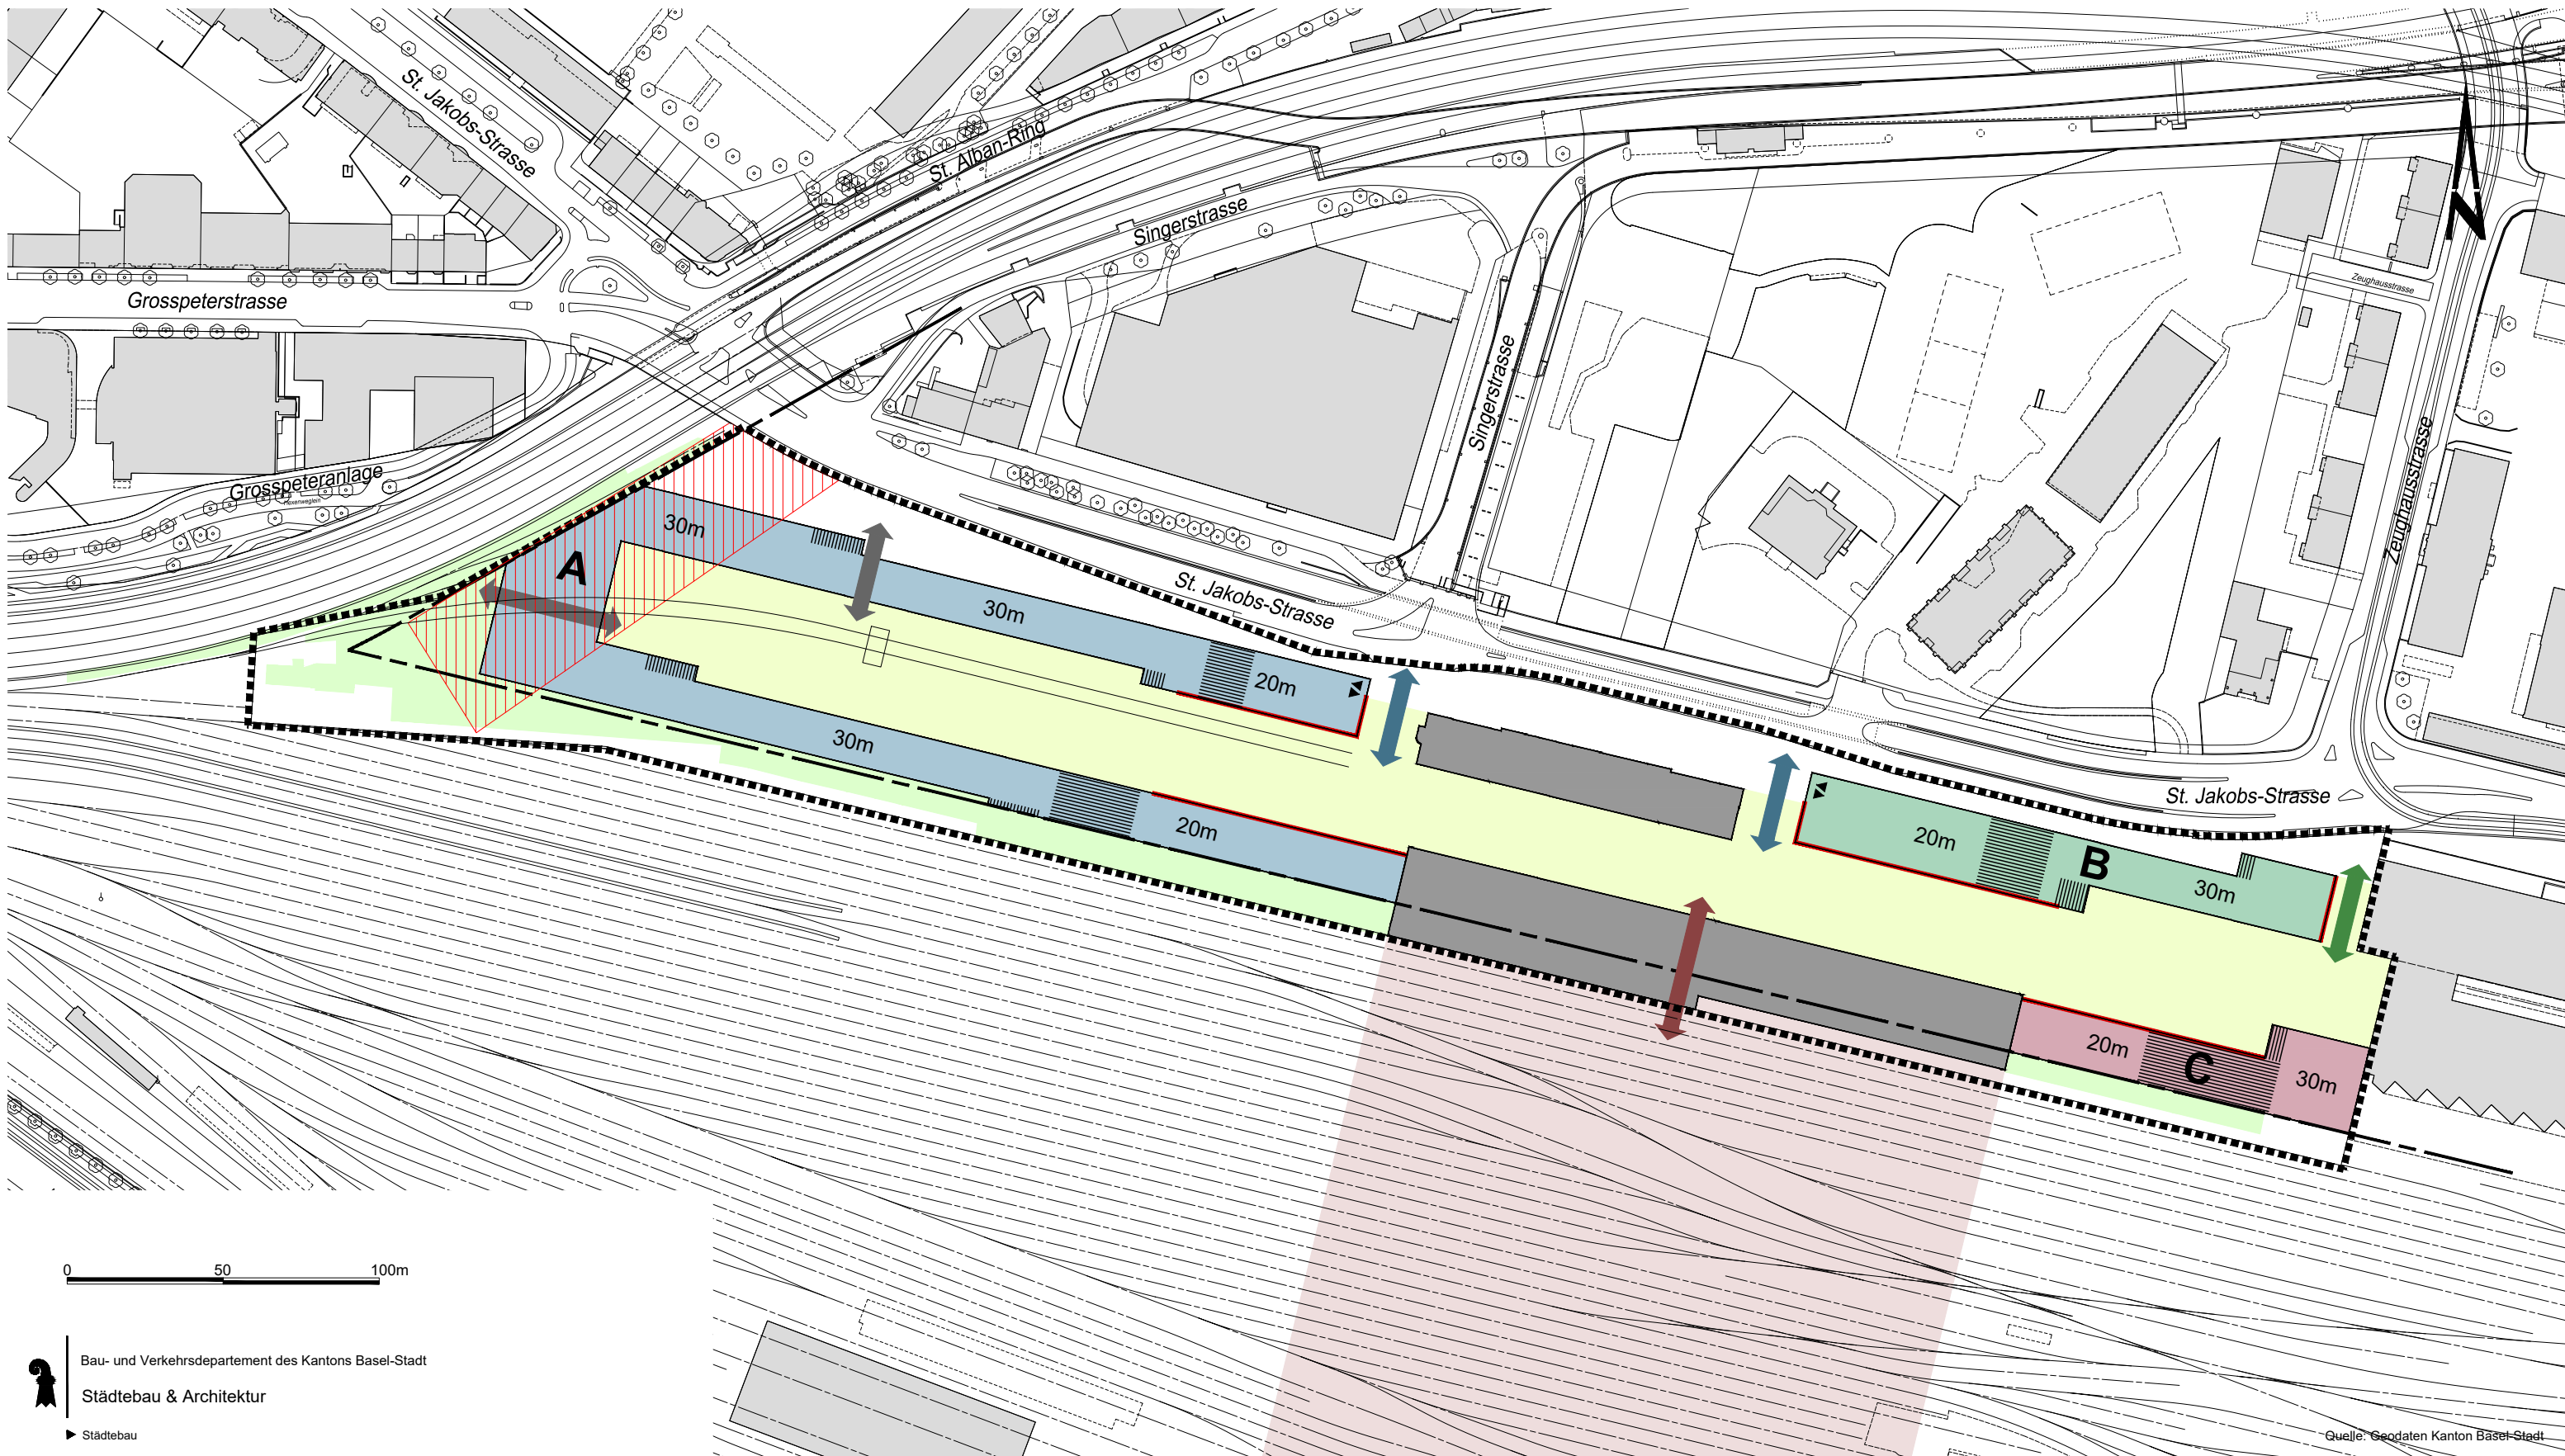 St. Jakobs-Strasse
St. Alban-Ring
Singerstrasse
N
Zeughausstrasse
Grosspeterstrasse
Singerstrasse
Zeughausstrasse
Grosspeteranlage
Hexenweglein
30m
A
St. Jakobs-Strasse
30m
20m
30m
20m
St. Jakobs-Strasse
20m
B
30m
20m
C
30m
0 50 100m
Bau- und Verkehrsdepartement des Kantons Basel-Stadt
Städtebau & Architektur
Städtebau
Quelle: Geodaten Kanton Basel-Stadt